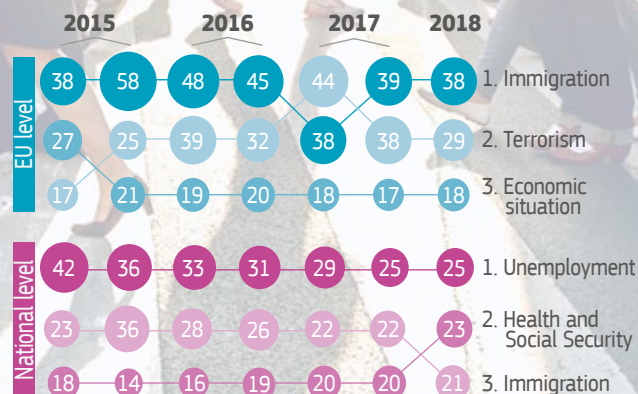 2015 2016 2017 2018
EU level
38 58 48 45 44 39 38 1. Immigration
27 25 39 32 38 38 29 2. Terrorism
17 21 19 20 18 17 18 3. Economic
situation
National level
42 36 33 31 29 25 25 1. Unemployment
23 36 28 26 22 22 23 2. Health and
Social Security
18 14 16 19 20 20 21 3. Immigration